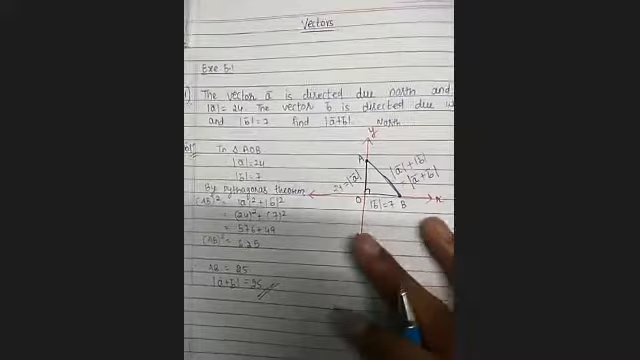 Vectors
Exe 5.1
1) The vector a̅ is directed due north and
|a̅| = 24. The vector b̅ is directed due w
and |b̅| = 7 find |a̅+b̅|.
North
In △ AOB
|a̅| = 24
|b̅| = 7
By pythagoras theorem
(AB)² = |a̅|² + |b̅|²
= (24)² + (7)²
= 576 + 49
(AB)² = 625
AB = 25
|a̅+b̅| = 25
y
A
|a̅| + |b̅|
= |a̅ + b̅|
24 = |a̅|
O
|b̅| = 7
B
x